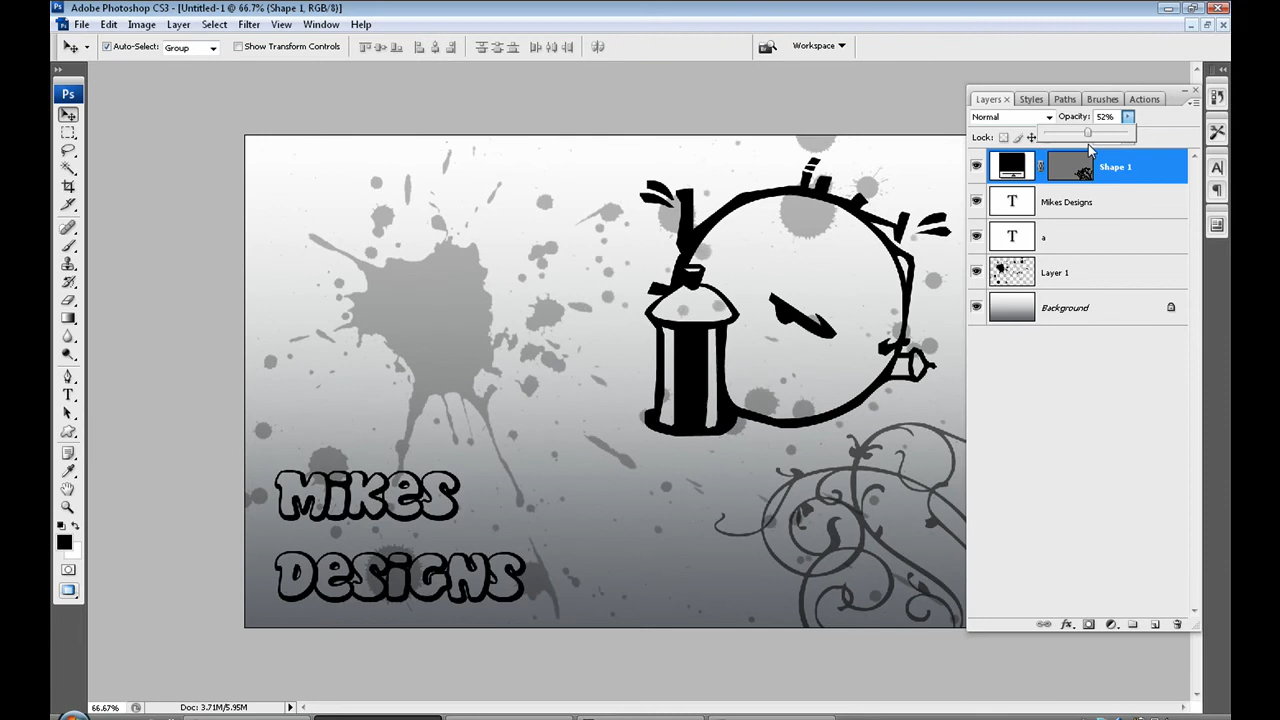 Adobe Photoshop CS3 - [Untitled-1 @ 66.7% (Shape 1, RGB/8)]
File Edit Image Layer Select Filter View Window Help
Auto-Select: Group Show Transform Controls Workspace
Ps
Layers Styles Paths Brushes Actions
Normal Opacity: 52%
Lock:
Shape 1
T Mikes Designs
T a
Layer 1
Background
Mikes
Designs
66.67% Doc: 3.71M/5.95M